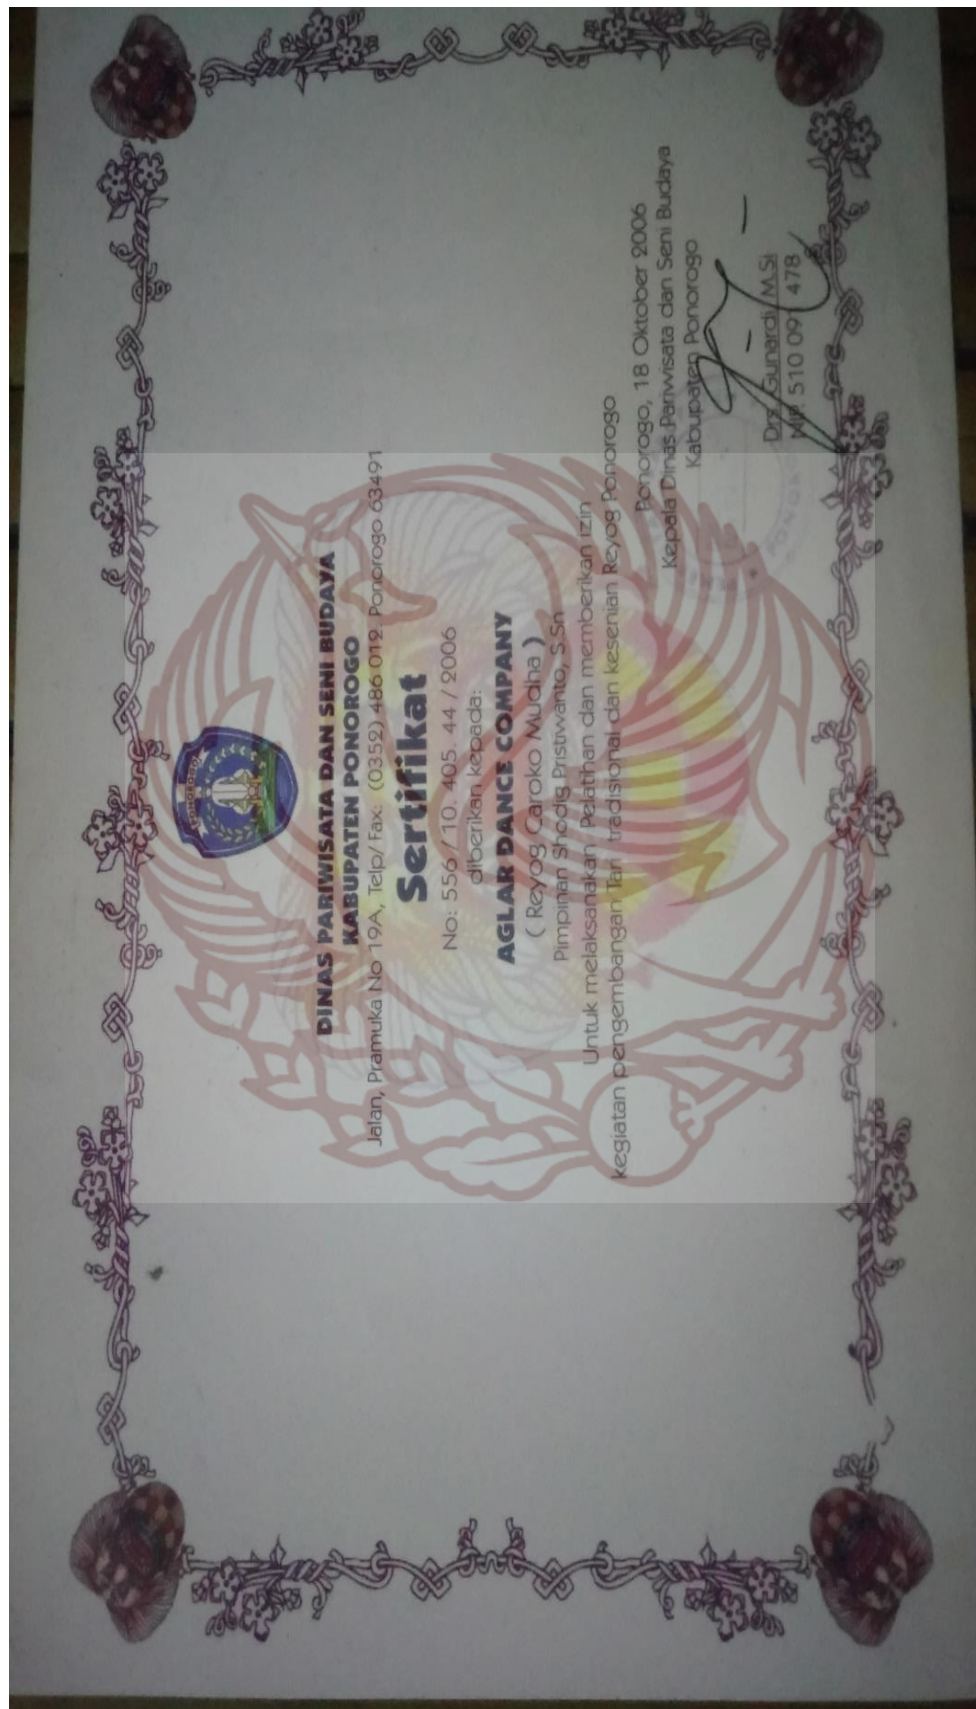 PONOROGO
DINAS PARIWISATA DAN SENI BUDAYA
KABUPATEN PONOROGO
Jalan, Pramuka No 19A, Telp/ Fax: (0352) 486 012 Ponorogo 63491
Sertifikat
No: 556 / 10. 405. 44 / 2006
diberikan kepada:
AGLAR DANCE COMPANY
( Reyog Caroko Mudha )
Pimpinan Shodig Pristiwanto, S.Sn
Untuk melaksanakan Pelatihan dan memberikan izin
kegiatan pengembangan Tari tradisional dan kesenian Reyog Ponorogo
Ponorogo, 18 Oktober 2006
Kepala Dinas Pariwisata dan Seni Budaya
Kabupaten Ponorogo
Drs. Gunardi, M.Si
Nip. 510 091 478